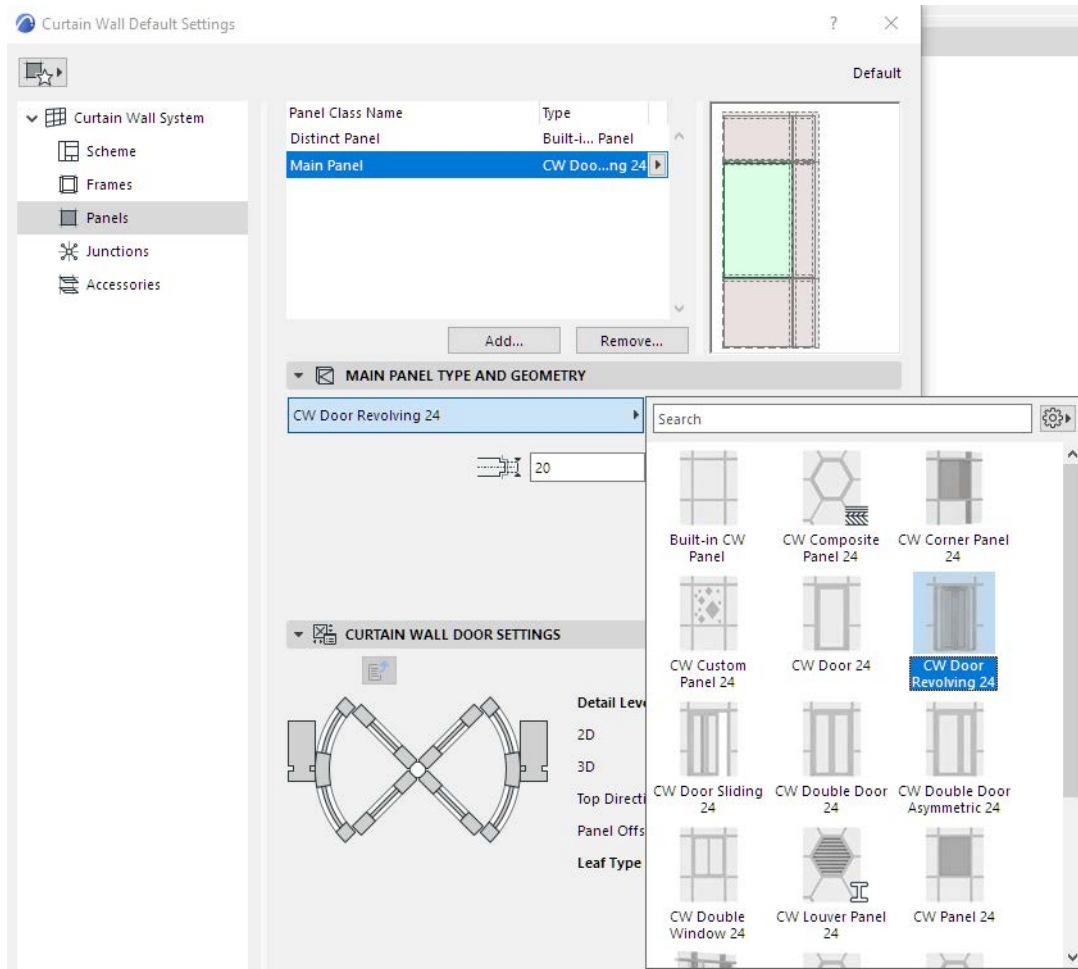 Curtain Wall Default Settings
?
Default
Curtain Wall System
Scheme
Frames
Panels
Junctions
Accessories
Panel Class Name Type
Distinct Panel Built-i... Panel
Main Panel CW Doo...ng 24
Add... Remove...
MAIN PANEL TYPE AND GEOMETRY
CW Door Revolving 24
20
CURTAIN WALL DOOR SETTINGS
Detail Leve
2D
3D
Top Directi
Panel Offs
Leaf Type
Search
Built-in CW
Panel
CW Composite
Panel 24
CW Corner Panel
24
CW Custom
Panel 24
CW Door 24
CW Door
Revolving 24
CW Door Sliding
24
CW Double Door
24
CW Double Door
Asymmetric 24
CW Double
Window 24
CW Louver Panel
24
CW Panel 24